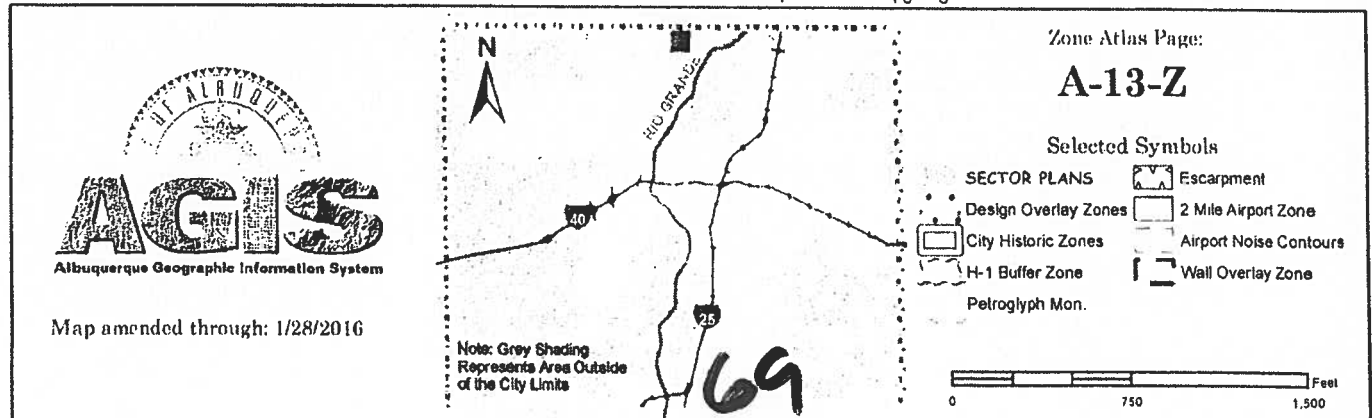 THE ALBUQUER
AGIS
Albuquerque Geographic Information System
Map amended through: 1/28/2016
N
RIO GRANDE
40
25
Note: Grey Shading
Represents Area Outside
of the City Limits
69
Zone Atlas Page:
A-13-Z
Selected Symbols
SECTOR PLANS
Escarpment
Design Overlay Zones
2 Mile Airport Zone
City Historic Zones
Airport Noise Contours
H-1 Buffer Zone
Wall Overlay Zone
Petroglyph Mon.
Feet
0 750 1,500